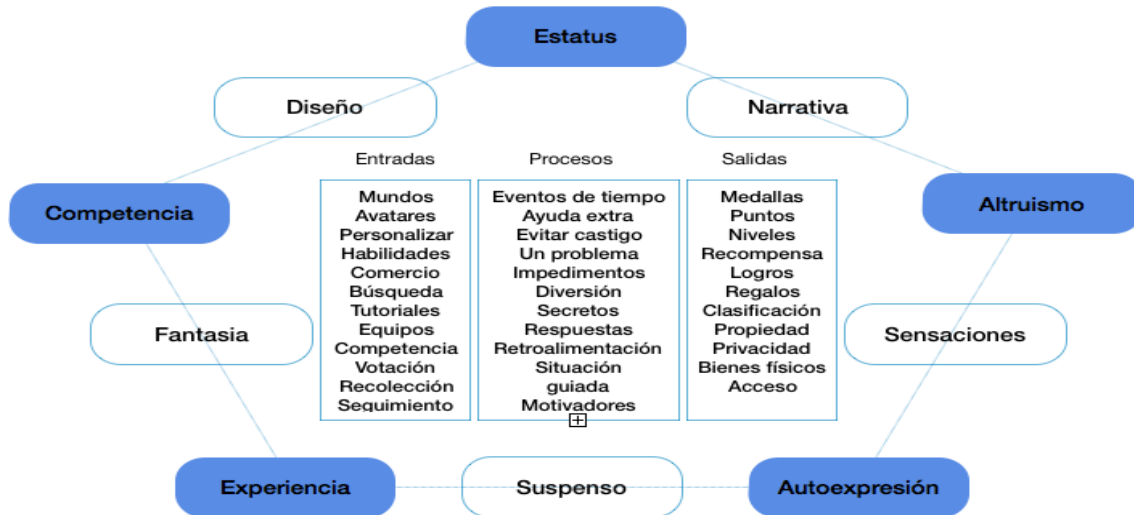 Estatus
Diseño
Narrativa
Entradas
Procesos
Salidas
Competencia
Altruismo
Mundos
Avatares
Personalizar
Habilidades
Comercio
Búsqueda
Tutoriales
Equipos
Competencia
Votación
Recolección
Seguimiento
Eventos de tiempo
Ayuda extra
Evitar castigo
Un problema
Impedimentos
Diversión
Secretos
Respuestas
Retroalimentación
Situación
guiada
Motivadores
Medallas
Puntos
Niveles
Recompensa
Logros
Regalos
Clasificación
Propiedad
Privacidad
Bienes físicos
Acceso
Fantasia
Sensaciones
Experiencia
Suspenso
Autoexpresión